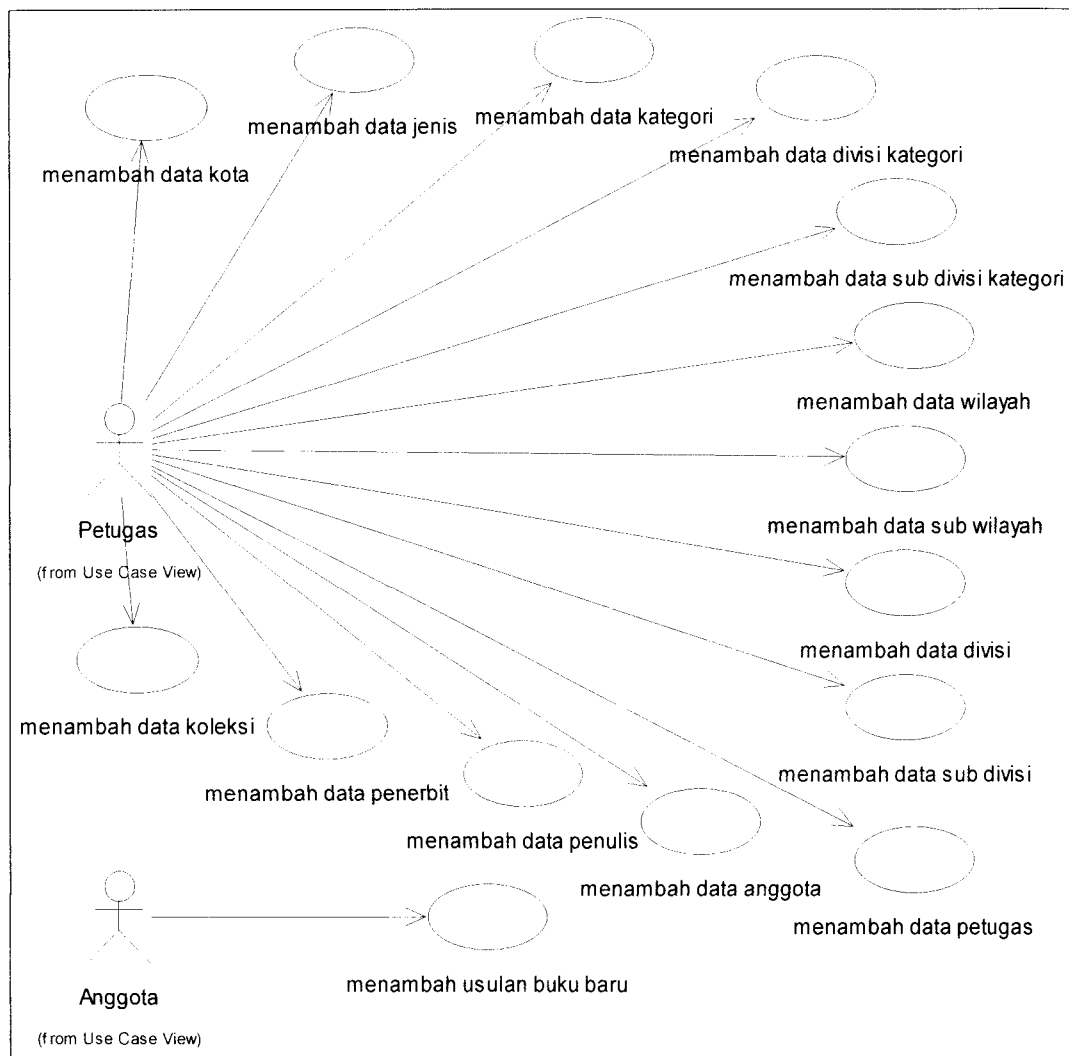 menambah data kota
menambah data jenis
menambah data kategori
menambah data divisi kategori
menambah data sub divisi kategori
menambah data wilayah
menambah data sub wilayah
menambah data divisi
menambah data sub divisi
menambah data petugas
menambah data anggota
menambah data penulis
menambah data penerbit
menambah data koleksi
Petugas
(from Use Case View)
menambah usulan buku baru
Anggota
(from Use Case View)